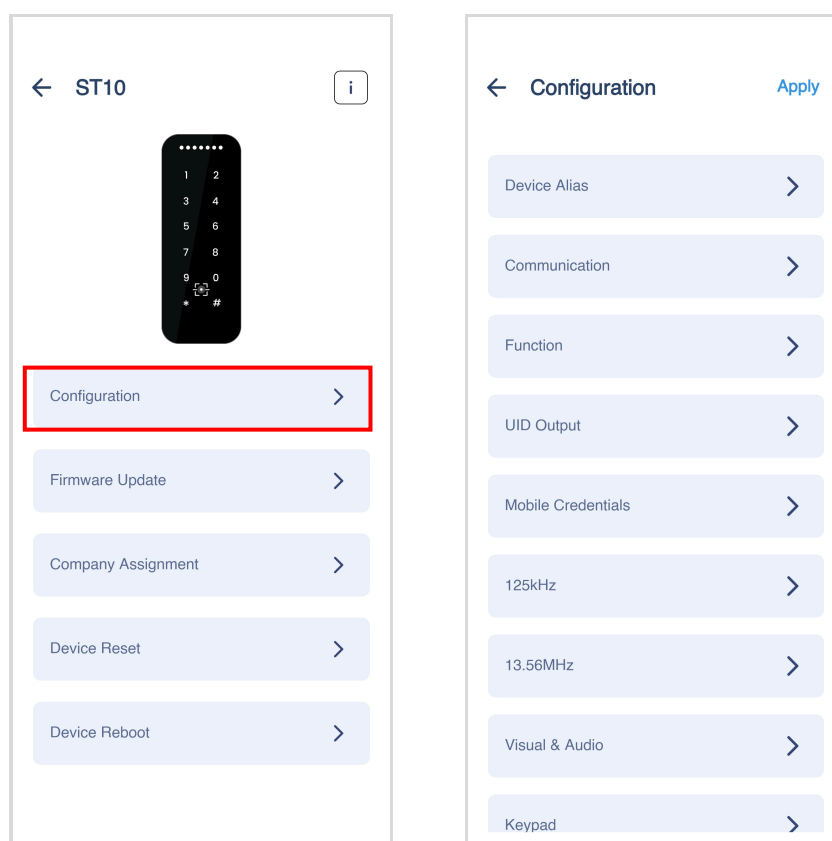 ST10
i
1 2
3 4
5 6
7 8
9 0
* #
Configuration
Firmware Update
Company Assignment
Device Reset
Device Reboot
Configuration
Apply
Device Alias
Communication
Function
UID Output
Mobile Credentials
125kHz
13.56MHz
Visual & Audio
Keypad